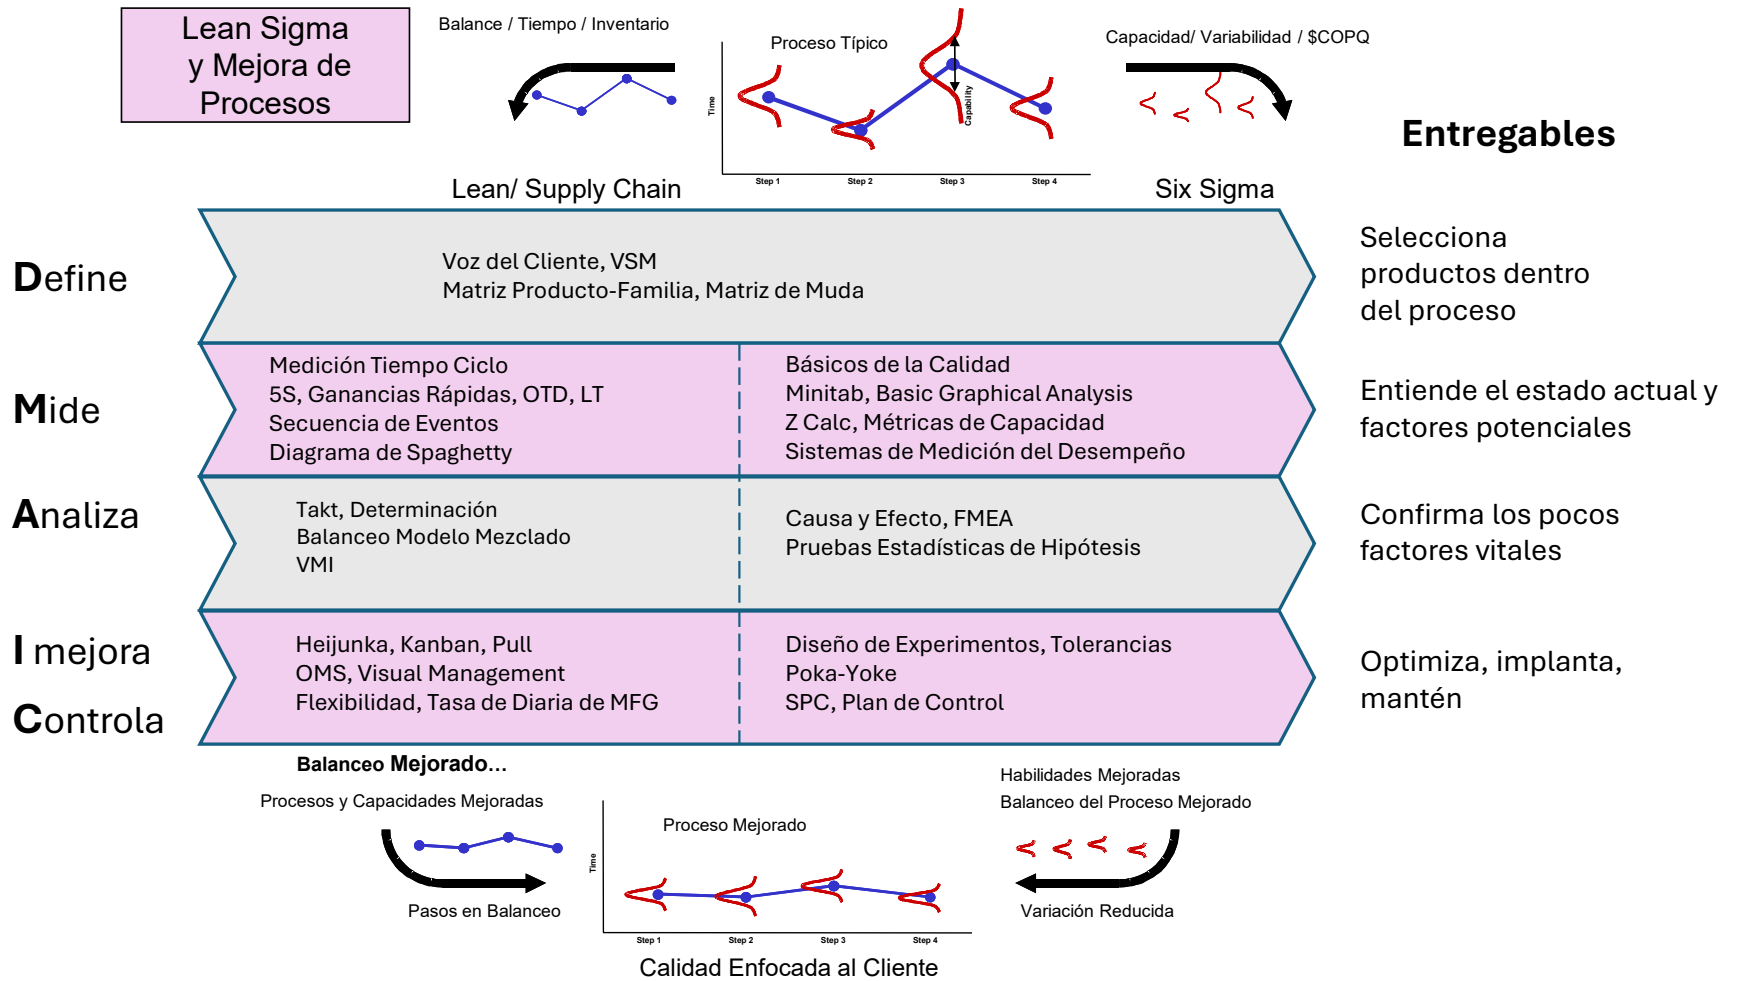 Lean Sigma
y Mejora de
Procesos
Balance / Tiempo / Inventario
Proceso Típico
Time
Capability
Step 1
Step 2
Step 3
Step 4
Capacidad/ Variabilidad / $COPQ
Entregables
Lean/ Supply Chain
Six Sigma
Define
Voz del Cliente, VSM
Matriz Producto-Familia, Matriz de Muda
Selecciona
productos dentro
del proceso
Mide
Medición Tiempo Ciclo
5S, Ganancias Rápidas, OTD, LT
Secuencia de Eventos
Diagrama de Spaghetty
Básicos de la Calidad
Minitab, Basic Graphical Analysis
Z Calc, Métricas de Capacidad
Sistemas de Medición del Desempeño
Entiende el estado actual y
factores potenciales
Analiza
Takt, Determinación
Balanceo Modelo Mezclado
VMI
Causa y Efecto, FMEA
Pruebas Estadísticas de Hipótesis
Confirma los pocos
factores vitales
I mejora
Controla
Heijunka, Kanban, Pull
OMS, Visual Management
Flexibilidad, Tasa de Diaria de MFG
Diseño de Experimentos, Tolerancias
Poka-Yoke
SPC, Plan de Control
Optimiza, implanta,
mantén
Balanceo Mejorado...
Procesos y Capacidades Mejoradas
Pasos en Balanceo
Proceso Mejorado
Time
Step 1
Step 2
Step 3
Step 4
Habilidades Mejoradas
Balanceo del Proceso Mejorado
Variación Reducida
Calidad Enfocada al Cliente